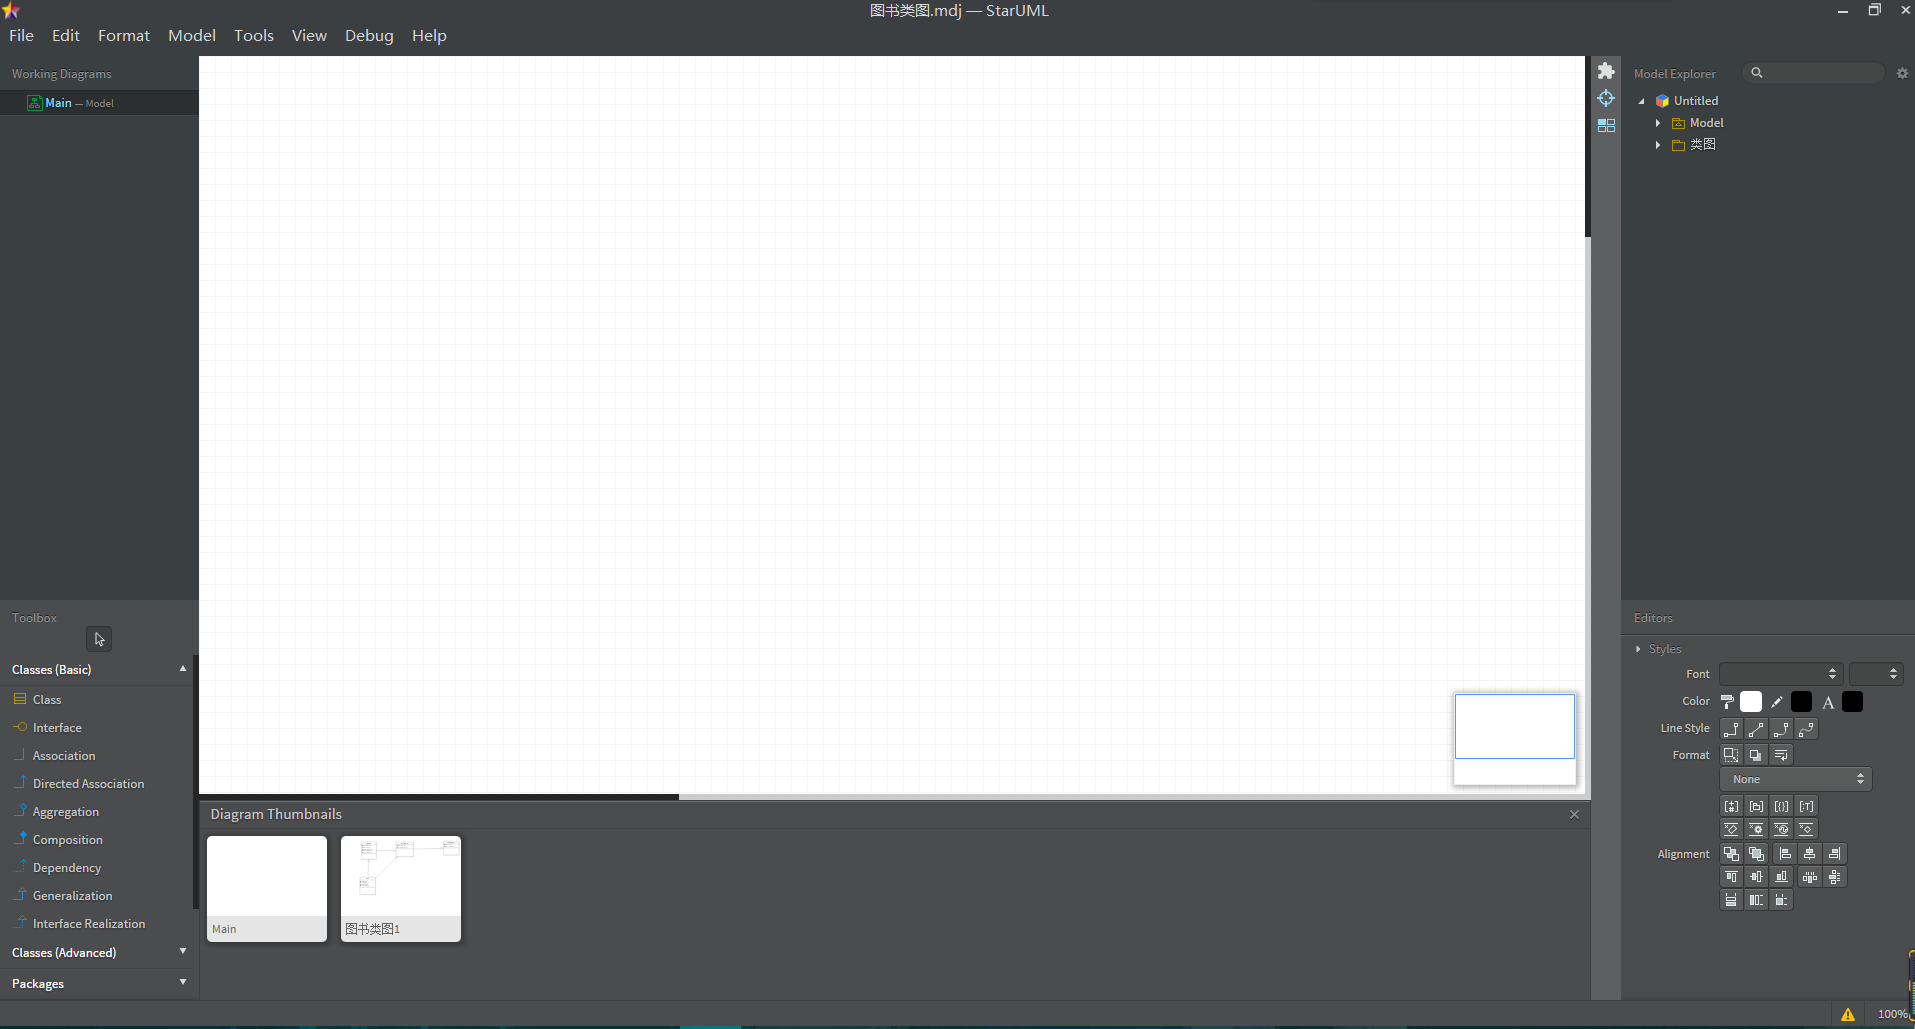 图书类图.mdj — StarUML
File Edit Format Model Tools View Debug Help
Working Diagrams
Main — Model
Toolbox
Classes (Basic)
Class
Interface
Association
Directed Association
Aggregation
Composition
Dependency
Generalization
Interface Realization
Classes (Advanced)
Packages
Diagram Thumbnails
Main
图书类图1
Model Explorer
Untitled
Model
类图
Editors
Styles
Font
Color
A
Line Style
Format
None
Alignment
100%